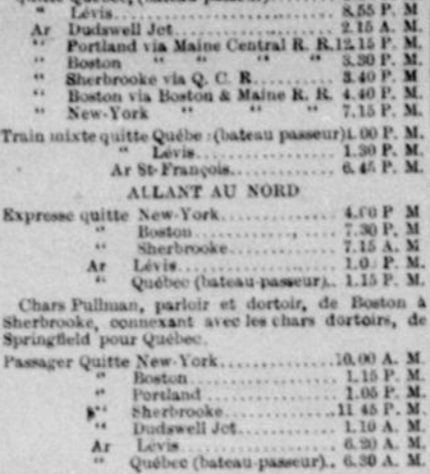 " Lévis............ 8.55 P. M
Ar Dudswell Jct............ 2.15 A. M.
" Portland via Maine Central R. R.12.15 P. M.
" Boston " " " " 3.30 P. M.
" Sherbrooke via Q. C. R............ 3.40 P. M
" Boston via Boston & Maine R. R. 4.40 P. M.
" New-York " " " 7.15 P. M.
Train mixte quitte Québe :(bateau passeur)1.00 P. M.
" Lévis............ 1.30 P. M.
Ar St-François............ 6.45 P. M.
ALLANT AU NORD
Expresse quitte New-York............ P. M
" Boston............ 7.30 P. M
" Sherbrooke............ 7.15 A. M
Ar Lévis............ 1.0 P. M.
" Québec (bateau-passeur).. 1.15 P. M.
Chars Pullman, parloir et dortoir, de Boston à
Sherbrooke, connexant avec les chars dortoirs, de
Springfield pour Québec.
Passager Quitte New-York............10.00 A. M.
" Boston............ 1.15 P. M.
" Portland............ 1.05 P. M.
" Sherbrooke............11 45 P. M.
" Dudswell Jct............ 1.10 A. M.
Ar Lévis............ 6.20 A. M.
" Québec (bateau-passeur).. 6.30 A. M.